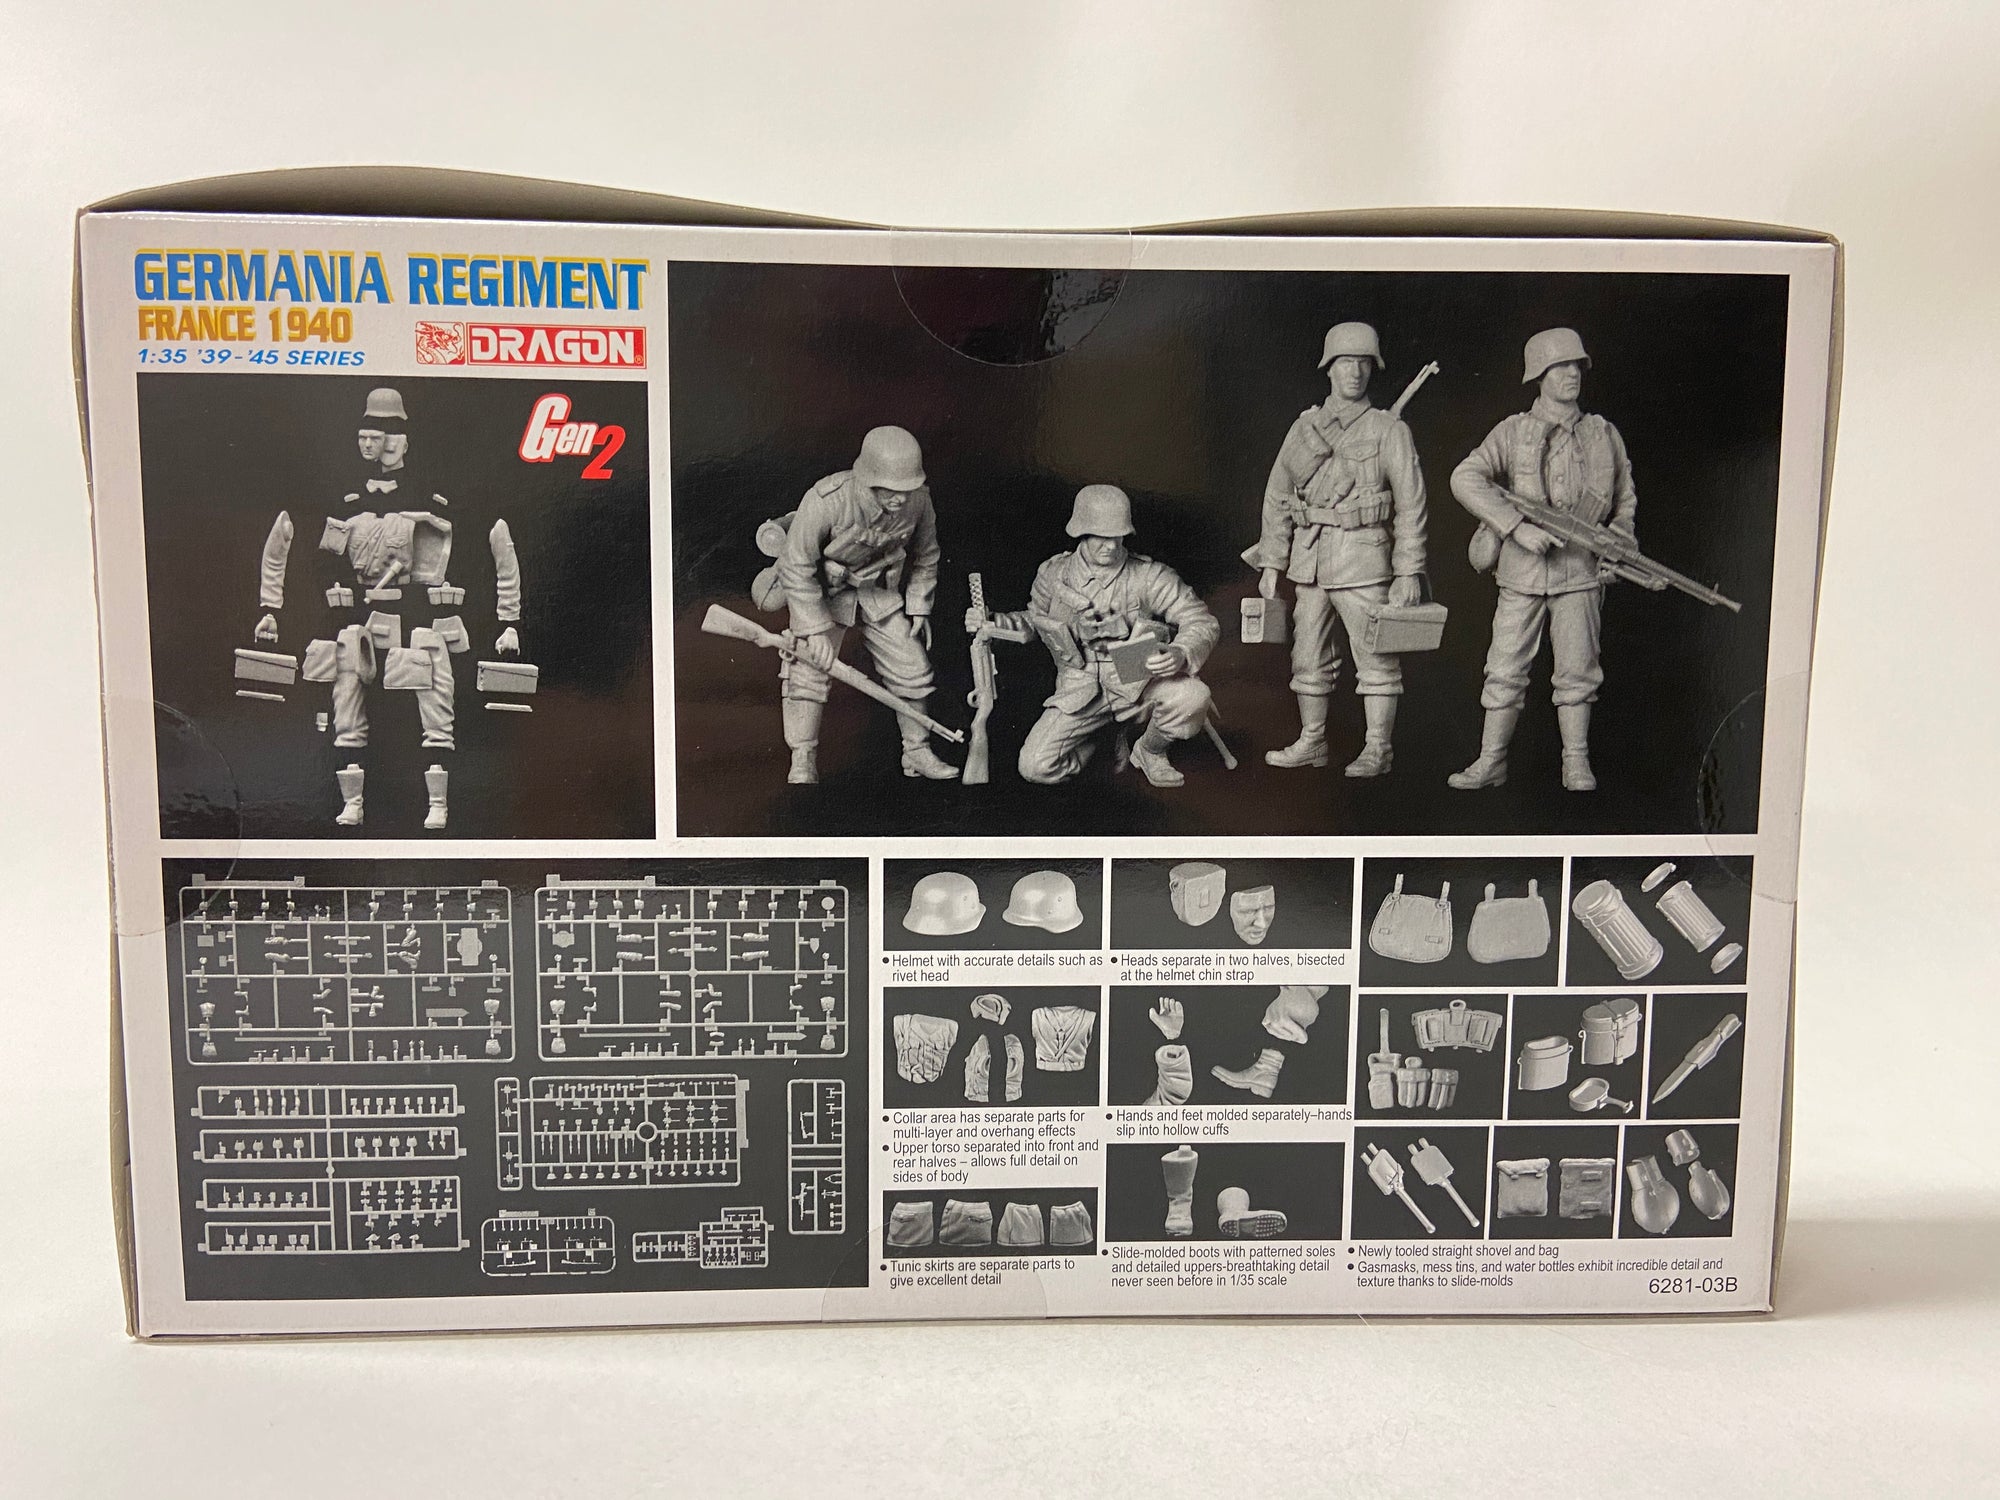 GERMANIA REGIMENT
FRANCE 1940
1:35 '39-'45 SERIES
DRAGON
Gen2
• Helmet with accurate details such as
rivet head
• Heads separate in two halves, bisected
at the helmet chin strap
• Collar area has separate parts for
multi-layer and overhang effects
• Upper torso separated into front and
rear halves – allows full detail on
sides of body
• Hands and feet molded separately–hands
slip into hollow cuffs
• Tunic skirts are separate parts to
give excellent detail
• Slide-molded boots with patterned soles
and detailed uppers-breathtaking detail
never seen before in 1/35 scale
• Newly tooled straight shovel and bag
• Gasmasks, mess tins, and water bottles exhibit incredible detail and
texture thanks to slide-molds
6281-03B